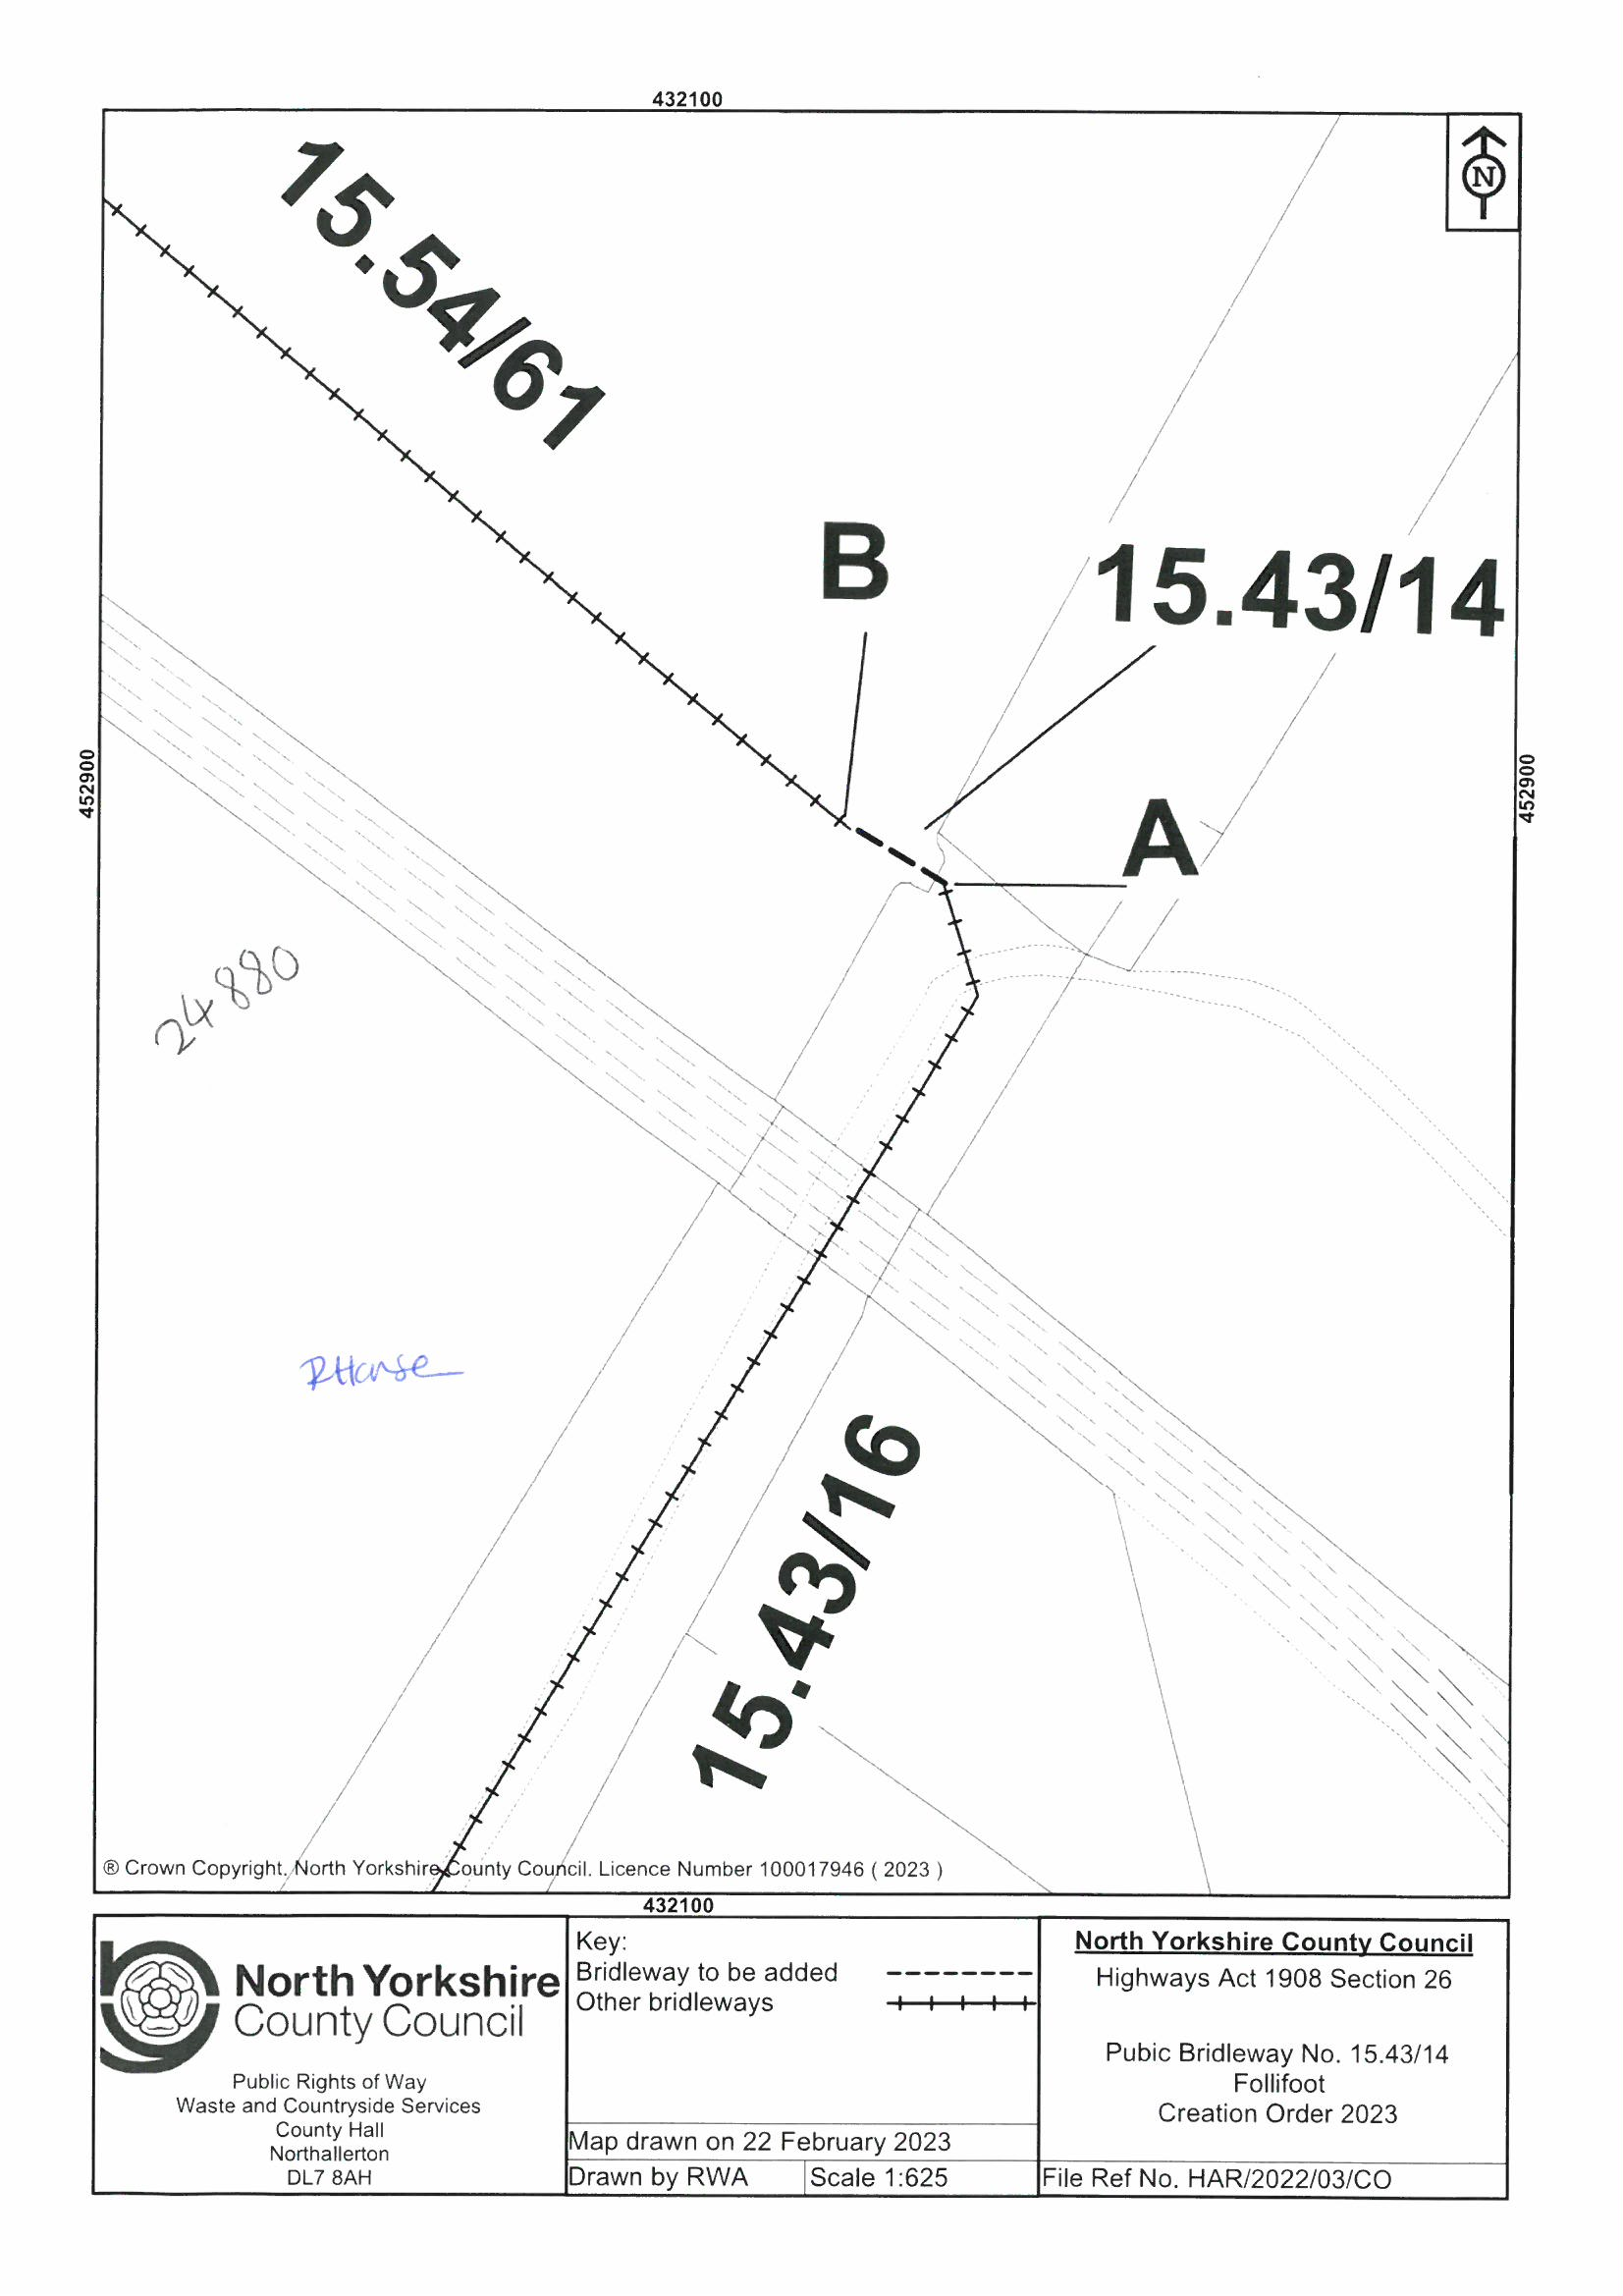 432100
N
15.54/61
B
15.43/14
452900
452900
A
24880
15.43/16
® Crown Copyright. North Yorkshire County Council. Licence Number 100017946 ( 2023 )
432100
North Yorkshire
County Council
Public Rights of Way
Waste and Countryside Services
County Hall
Northallerton
DL7 8AH
Key:
Bridleway to be added
Other bridleways
Map drawn on 22 February 2023
Drawn by RWA
Scale 1:625
North Yorkshire County Council
Highways Act 1908 Section 26
Pubic Bridleway No. 15.43/14
Follifoot
Creation Order 2023
File Ref No. HAR/2022/03/CO